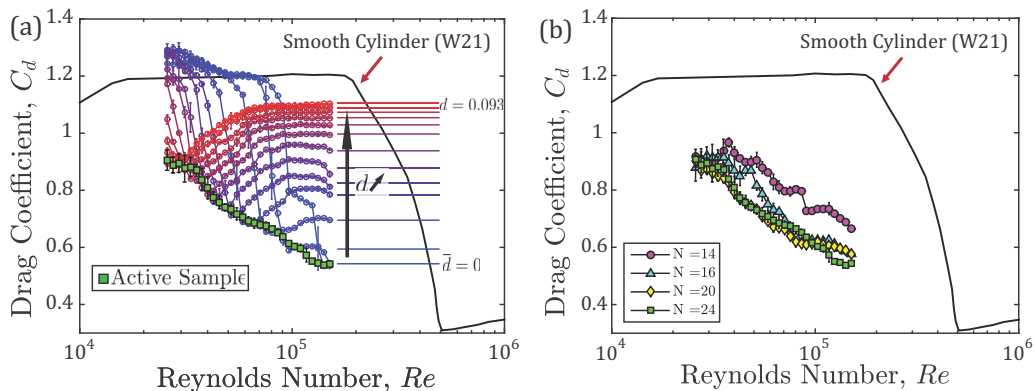 (a)
1.4
1.2
1
0.8
0.6
0.4
Drag Coefficient, C_d
Smooth Cylinder (W21)
d = 0.093
d
d̄ = 0
Active Sample
10^4
10^5
10^6
Reynolds Number, Re
(b)
1.4
1.2
1
0.8
0.6
0.4
Drag Coefficient, C_d
Smooth Cylinder (W21)
N =14
N =16
N =20
N =24
10^4
10^5
10^6
Reynolds Number, Re